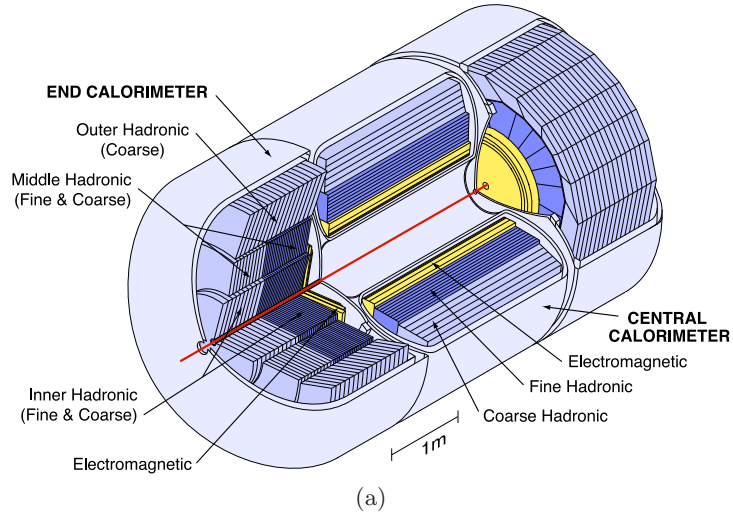 END CALORIMETER
Outer Hadronic
(Coarse)
Middle Hadronic
(Fine & Coarse)
Inner Hadronic
(Fine & Coarse)
Electromagnetic
CENTRAL
CALORIMETER
Electromagnetic
Fine Hadronic
Coarse Hadronic
1m
(a)